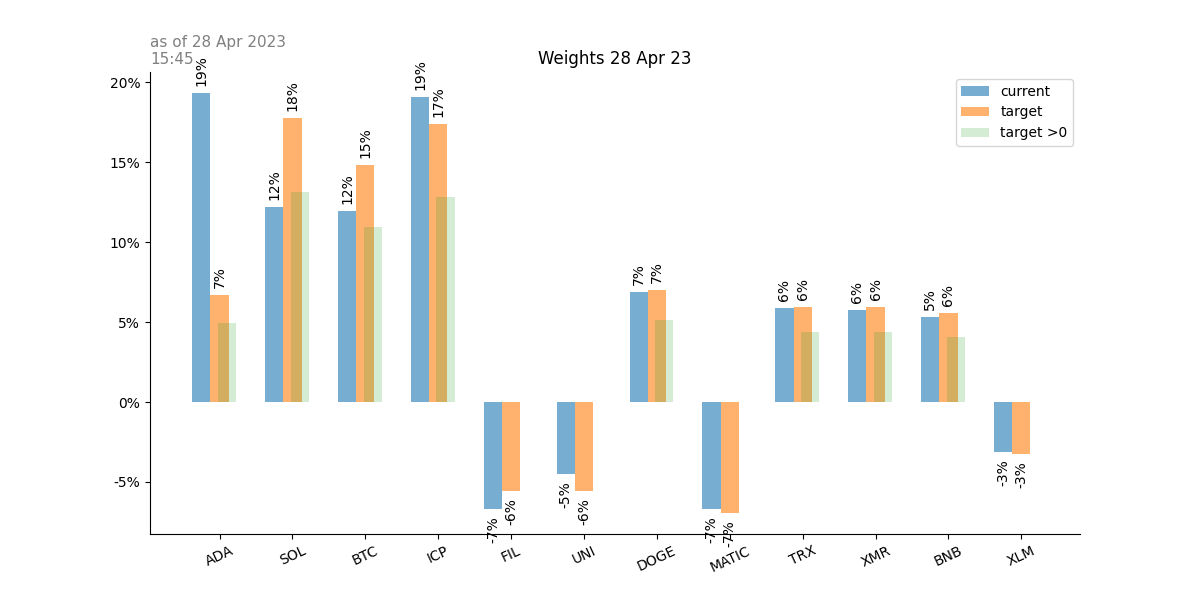 as of 28 Apr 2023
15:45
Weights 28 Apr 23
current
target
target >0
20%
15%
10%
5%
0%
-5%
19%
7%
12%
18%
12%
15%
19%
17%
-7%
-6%
-5%
-6%
7%
7%
-7%
-7%
6%
6%
6%
6%
5%
6%
-3%
-3%
ADA
SOL
BTC
ICP
FIL
UNI
DOGE
MATIC
TRX
XMR
BNB
XLM